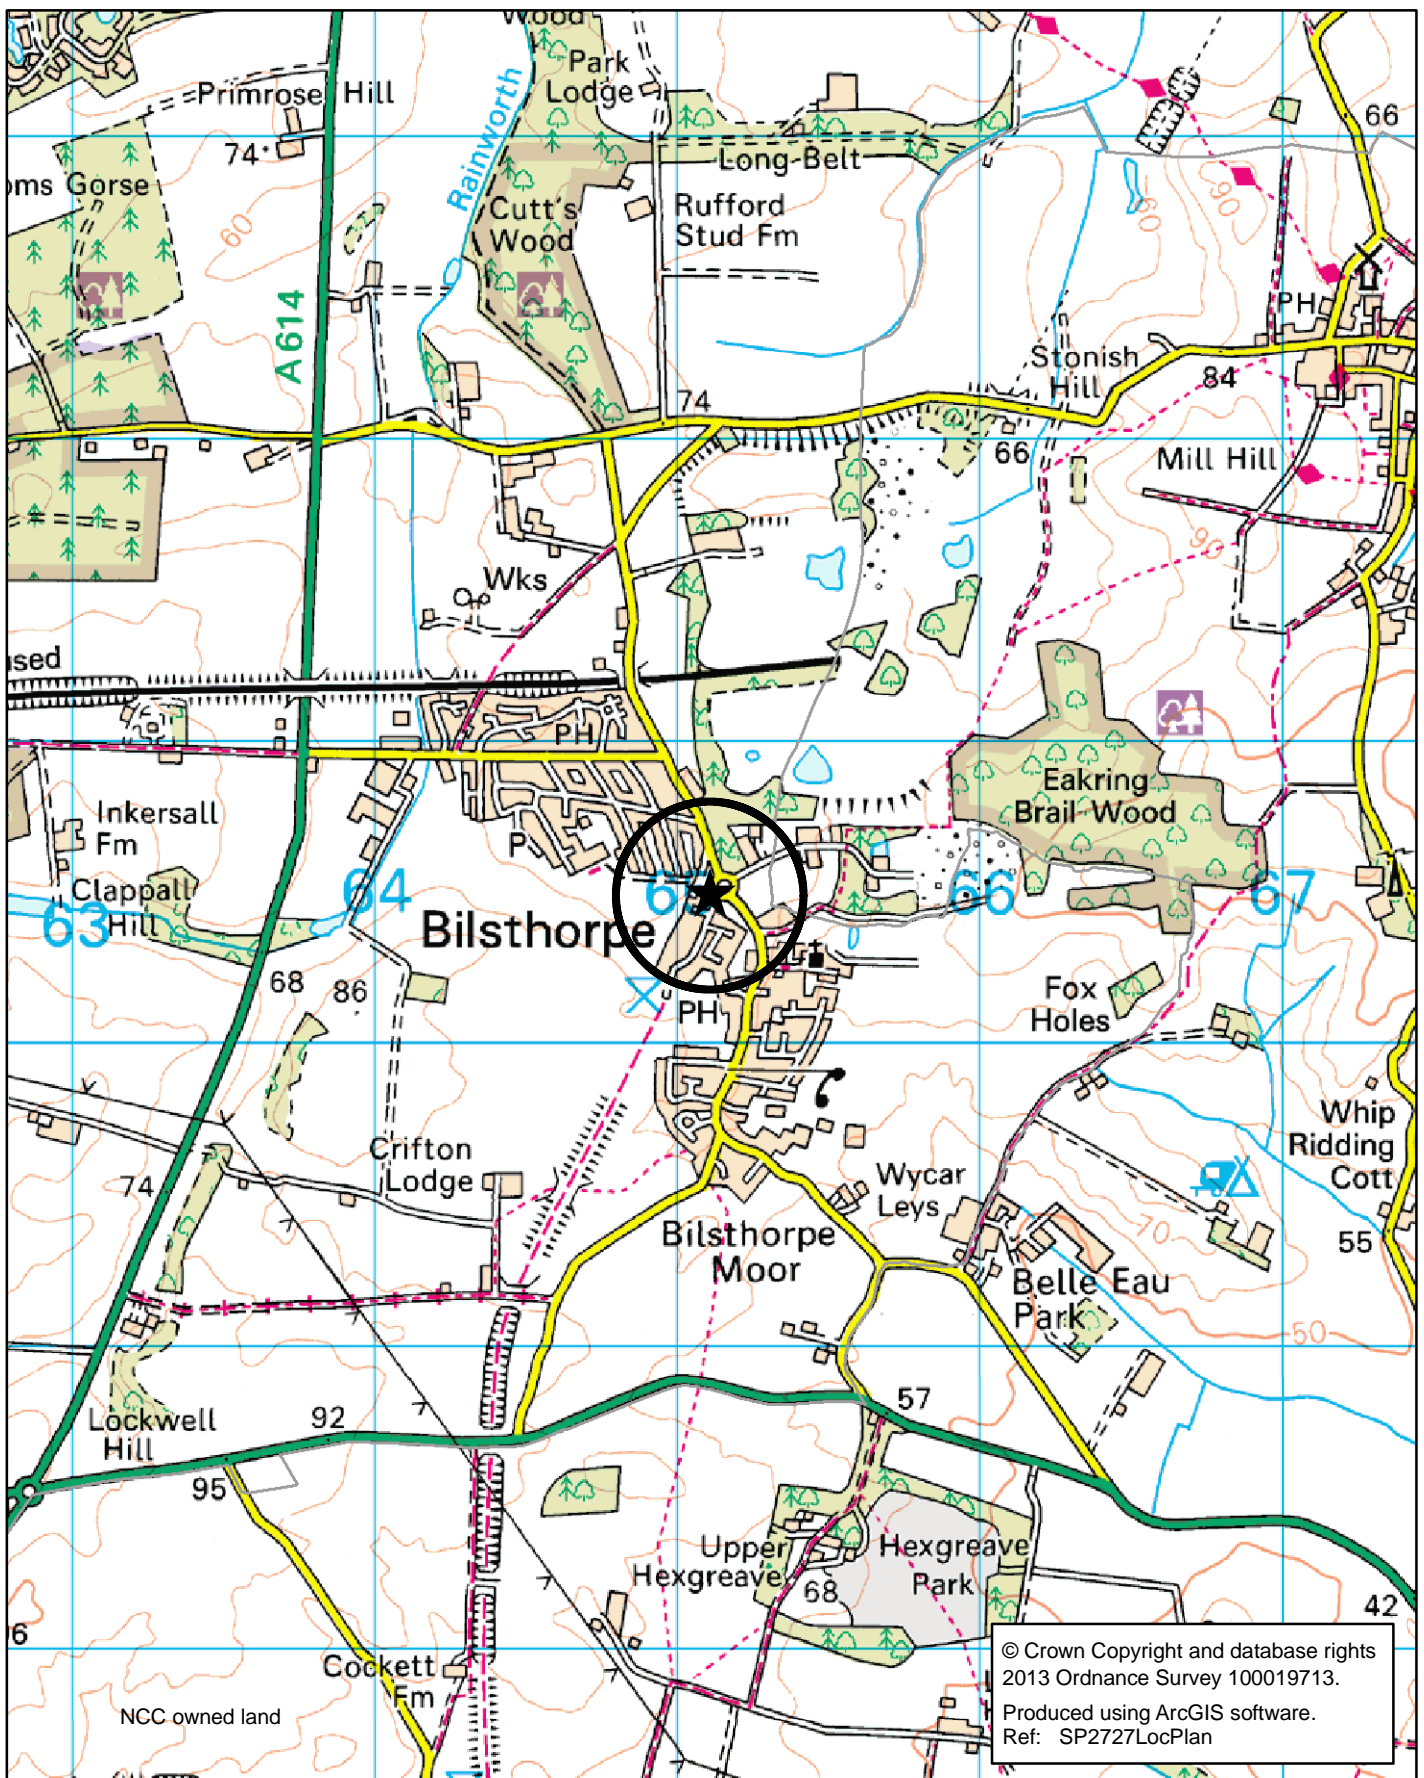 Wood
Park
Lodge
Primrose Hill
74
Rainworth
Long Belt
66
oms Gorse
60
Cutt's
Wood
Rufford
Stud Fm
60
90
PH
A614
Stonish
Hill
84
74
66
Mill Hill
90
Wks
used
PH
Inkersall
Fm
Eakring
Brail Wood
P
Clappall
Hill
63
64
66
67
Bilsthorpe
68
86
PH
Fox
Holes
Whip
Ridding
Cott
Crifton
Lodge
74
Wycar
Leys
70
55
Bilsthorpe
Moor
Belle Eau
Park
50
57
Lockwell
Hill
92
95
Upper
Hexgreave
Hexgreave
Park
68
42
6
Cockett
Fm
NCC owned land
© Crown Copyright and database rights
2013 Ordnance Survey 100019713.
Produced using ArcGIS software.
Ref: SP2727LocPlan